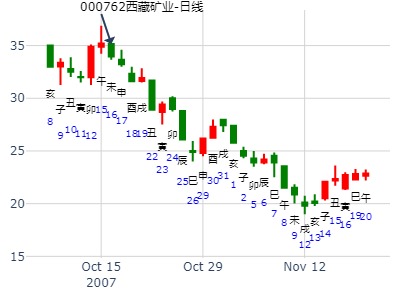 000762西藏矿业-日线
35
30
25
20
15
亥 子 丑 寅 卯 午 未 申 酉 戌 丑 寅 卯 辰 巳 申 酉 戌 亥 子 卯 辰 巳 午 未 戌 亥 子 丑 寅 巳 午
8 9 10 11 12 15 16 17 18 19 22 23 24 25 26 29 30 31 1 2 5 6 7 8 9 12 13 14 15 16 19 20
Oct 15 Oct 29 Nov 12
2007